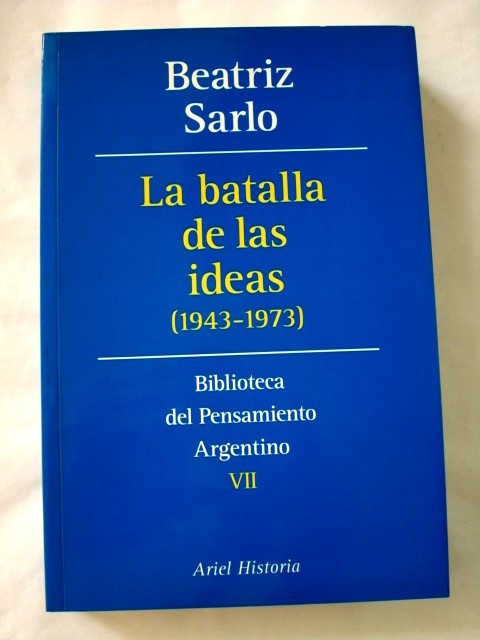 Beatriz
Sarlo
La batalla
de las
ideas
(1943-1973)
Biblioteca
del Pensamiento
Argentino
VII
Ariel Historia